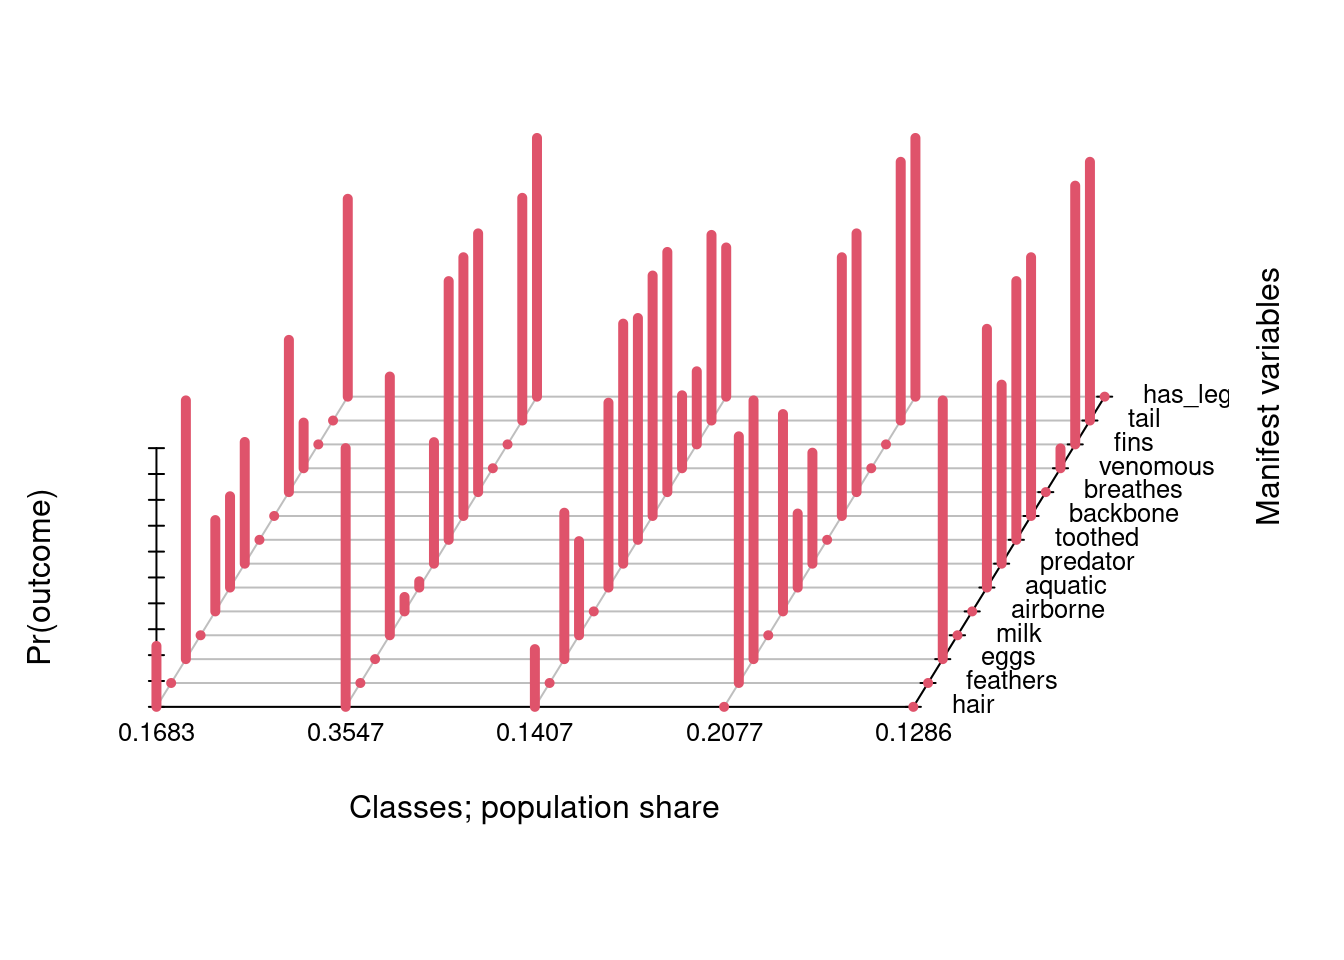 has_leg
tail
fins
venomous
breathes
backbone
toothed
predator
aquatic
airborne
milk
eggs
feathers
hair
Manifest variables
Pr(outcome)
0.1683 0.3547 0.1407 0.2077 0.1286
Classes; population share